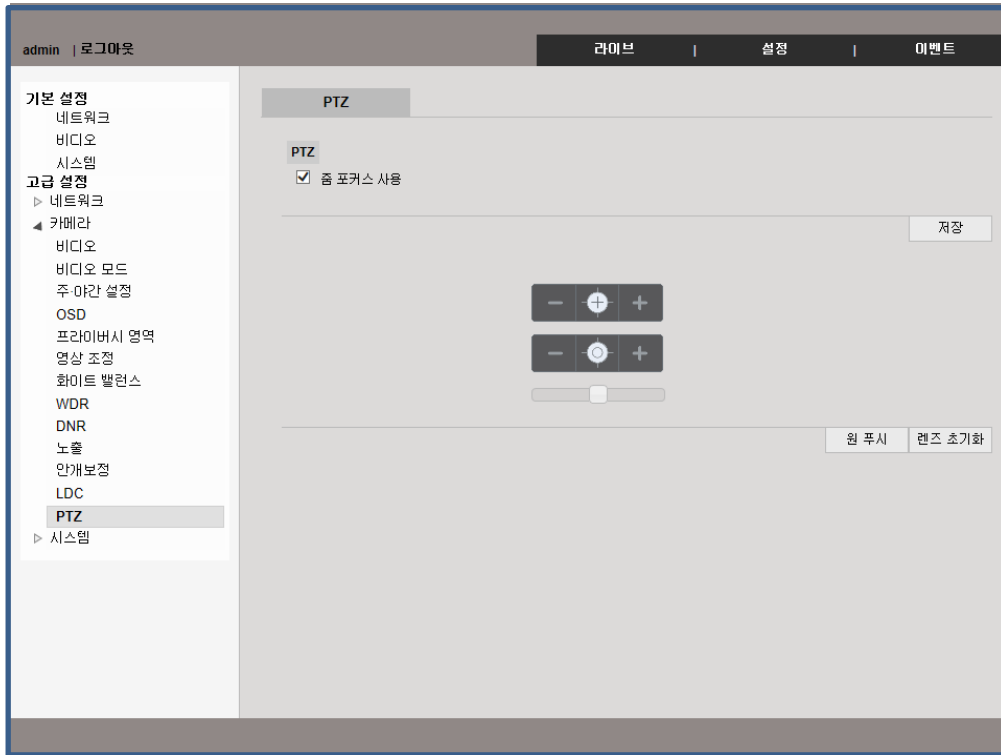 admin | 로그아웃
라이브 | 설정 | 이벤트
기본 설정
네트워크
비디오
시스템
고급 설정
네트워크
카메라
비디오
비디오 모드
주·야간 설정
OSD
프라이버시 영역
영상 조정
화이트 밸런스
WDR
DNR
노출
안개보정
LDC
PTZ
시스템
PTZ
PTZ
줌 포커스 사용
저장
원 푸시
렌즈 초기화